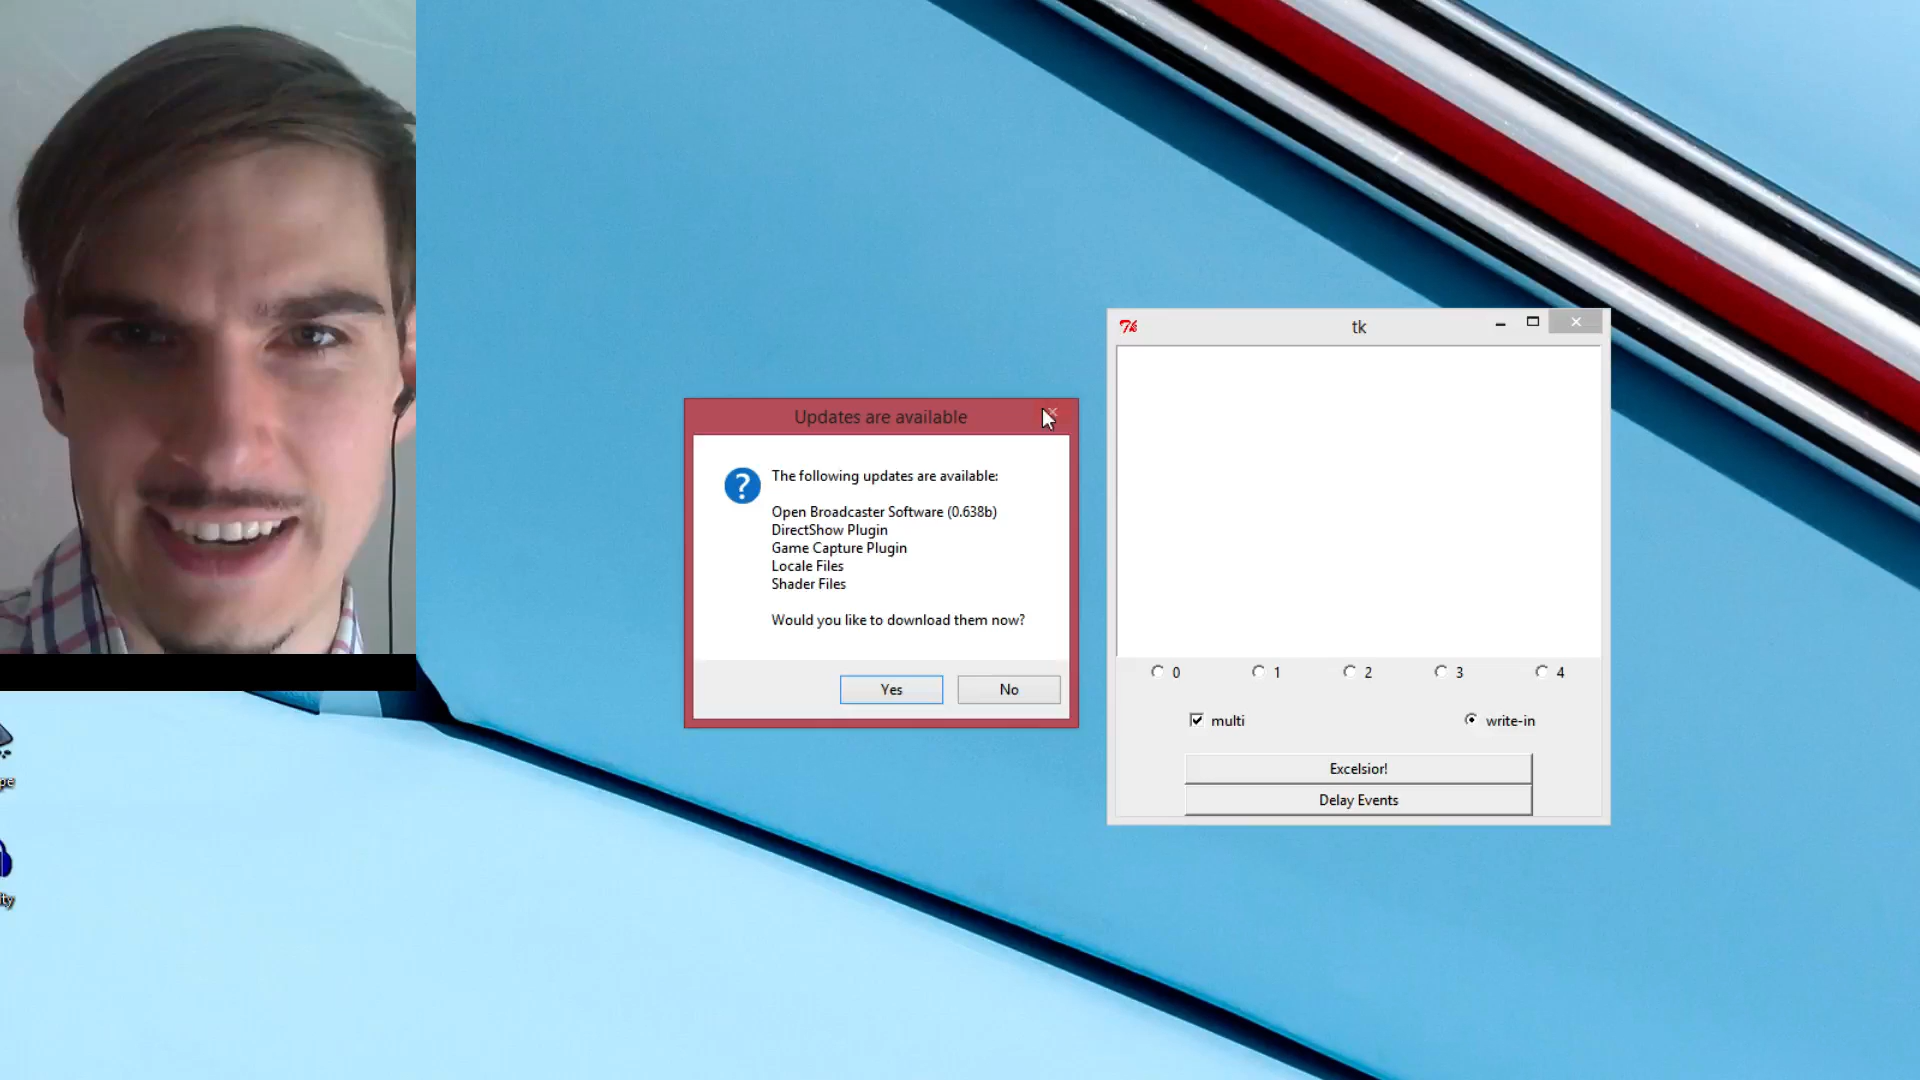 tk
Updates are available
The following updates are available:
Open Broadcaster Software (0.638b)
DirectShow Plugin
Game Capture Plugin
Locale Files
Shader Files
Would you like to download them now?
Yes No
0 1 2 3 4
multi write-in
Excelsior!
Delay Events
pe
ty